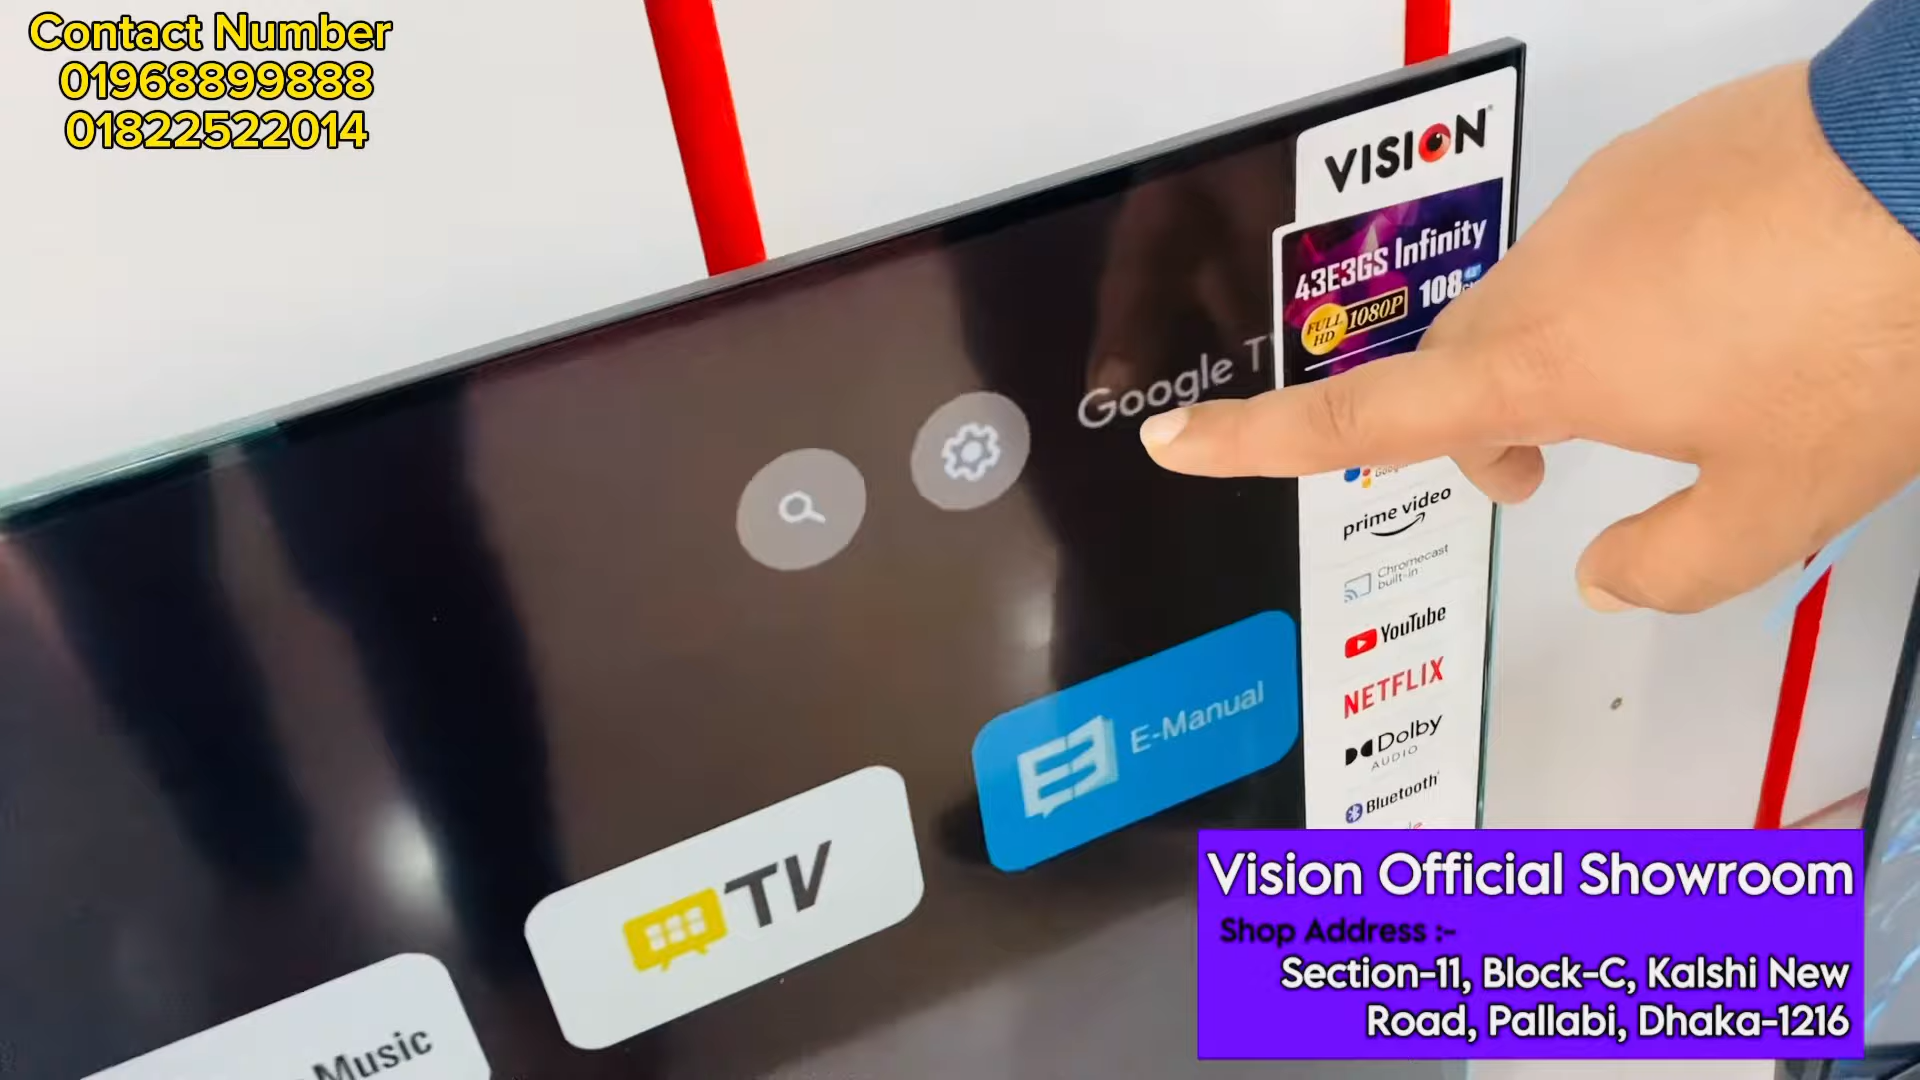 Contact Number
01968899888
01822522014
VISION
43E3GS Infinity
FULL HD 1080P 108
Google
prime video
Chromecast
built-in
YouTube
NETFLIX
Dolby
AUDIO
Bluetooth
E-Manual
TV
Music
Vision Official Showroom
Shop Address :-
Section-11, Block-C, Kalshi New
Road, Pallabi, Dhaka-1216